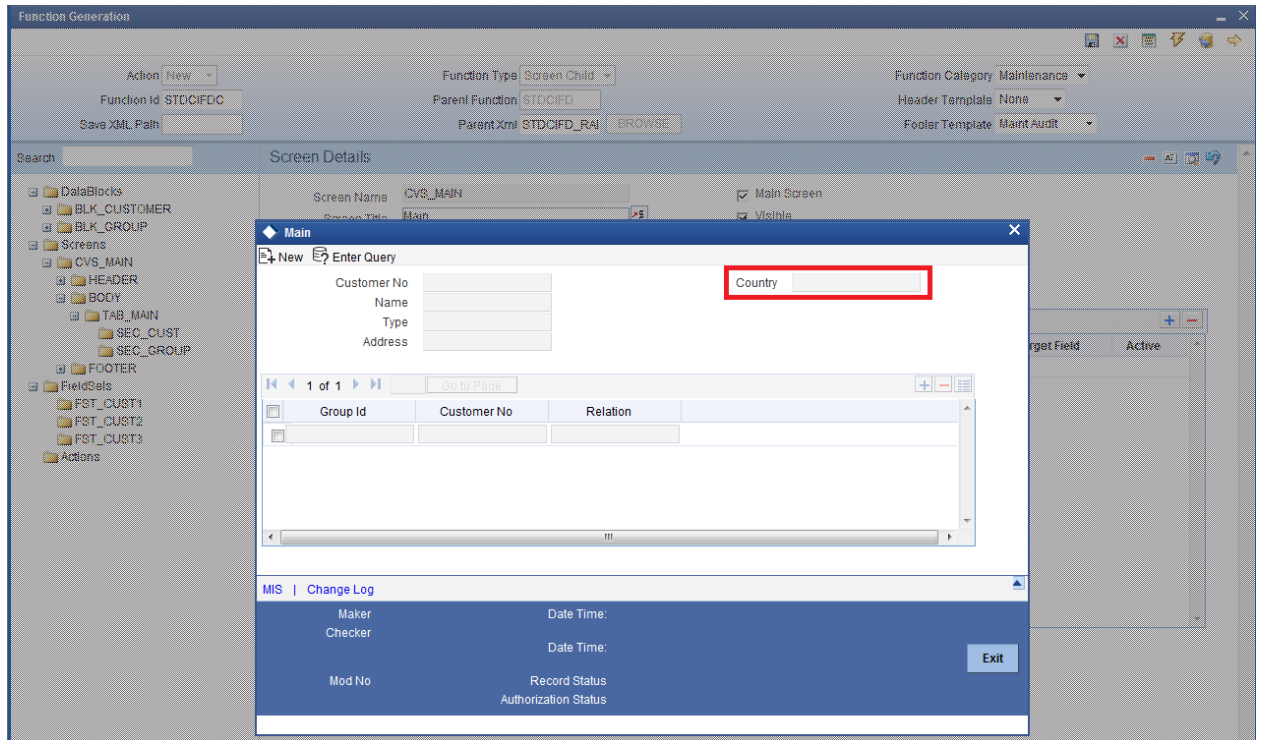 Function Generation
Action New Function Type Screen Child Function Category Maintenance
Function Id STDCIFDC Parent Function STDCIFD Header Template None
Save XML Path Parent Xml STDCIFD_RAI BROWSE Footer Template Maint Audit
Search Screen Details
DataBlocks
BLK_CUSTOMER
BLK_GROUP
Screens
CVS_MAIN
HEADER
BODY
TAB_MAIN
SEC_CUST
SEC_GROUP
FOOTER
FieldSets
FST_CUST1
FST_CUST2
FST_CUST3
Actions
Screen Name CVS_MAIN Main Screen
Screen Title Main Visible
Main
New Enter Query
Customer No Country
Name
Type
Address
1 of 1 Go to Page
Group Id Customer No Relation
rget Field Active
MIS | Change Log
Maker Date Time:
Checker
Date Time:
Exit
Mod No Record Status
Authorization Status